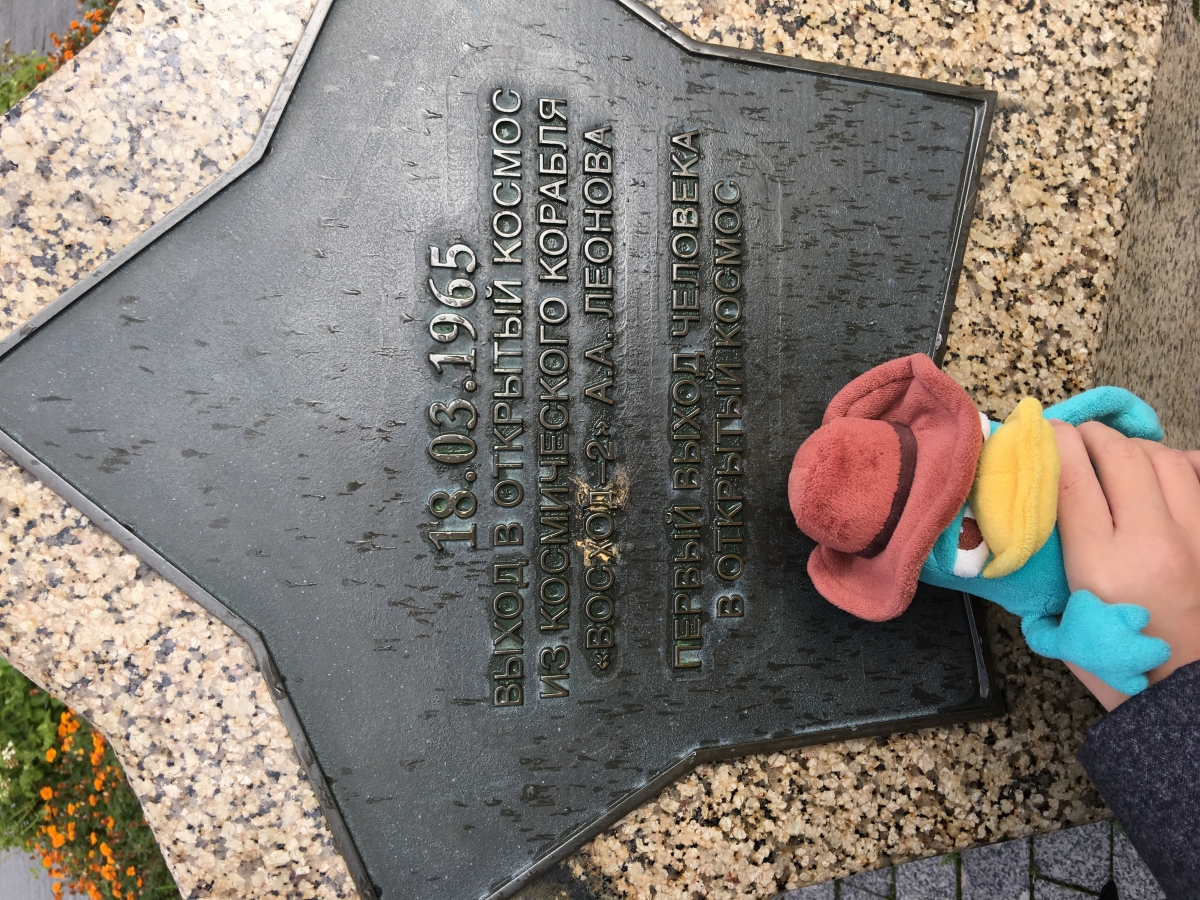 18.03.1965
ВЫХОД В ОТКРЫТЫЙ КОСМОС
ИЗ КОСМИЧЕСКОГО КОРАБЛЯ
«ВОСХОД–2» А.А. ЛЕОНОВА
ПЕРВЫЙ ВЫХОД ЧЕЛОВЕКА
В ОТКРЫТЫЙ КОСМОС